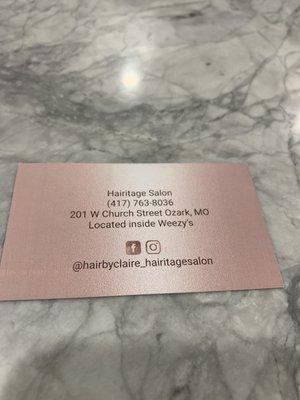 Hairitage Salon
(417) 763-8036
201 W Church Street Ozark, MO
Located inside Weezy's
@hairbyclaire_hairitagesalon